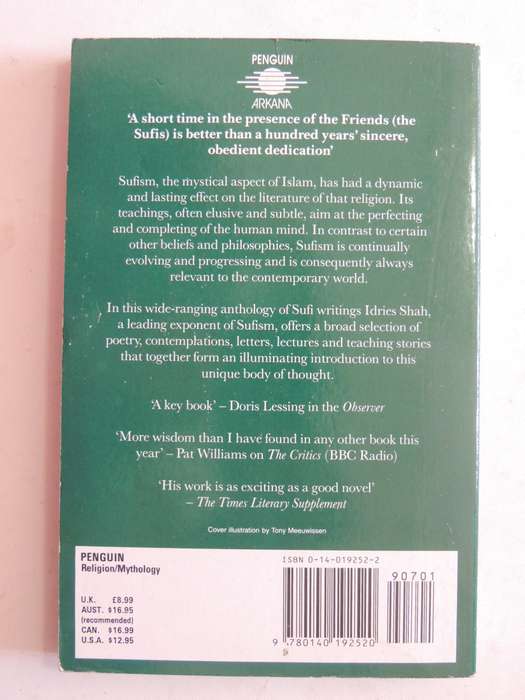 PENGUIN
ARKANA
‘A short time in the presence of the Friends (the
Sufis) is better than a hundred years’ sincere,
obedient dedication’
Sufism, the mystical aspect of Islam, has had a dynamic
and lasting effect on the literature of that religion. Its
teachings, often elusive and subtle, aim at the perfecting
and completing of the human mind. In contrast to certain
other beliefs and philosophies, Sufism is continually
evolving and progressing and is consequently always
relevant to the contemporary world.
In this wide-ranging anthology of Sufi writings Idries Shah,
a leading exponent of Sufism, offers a broad selection of
poetry, contemplations, letters, lectures and teaching stories
that together form an illuminating introduction to this
unique body of thought.
‘A key book’ – Doris Lessing in the Observer
‘More wisdom than I have found in any other book this
year’ – Pat Williams on The Critics (BBC Radio)
‘His work is as exciting as a good novel’
– The Times Literary Supplement
Cover illustration by Tony Meeuwissen
PENGUIN
Religion/Mythology
U.K. £8.99
AUST. $16.95
(recommended)
CAN. $16.99
U.S.A. $12.95
ISBN 0-14-019252-2
90701
9 780140 192520